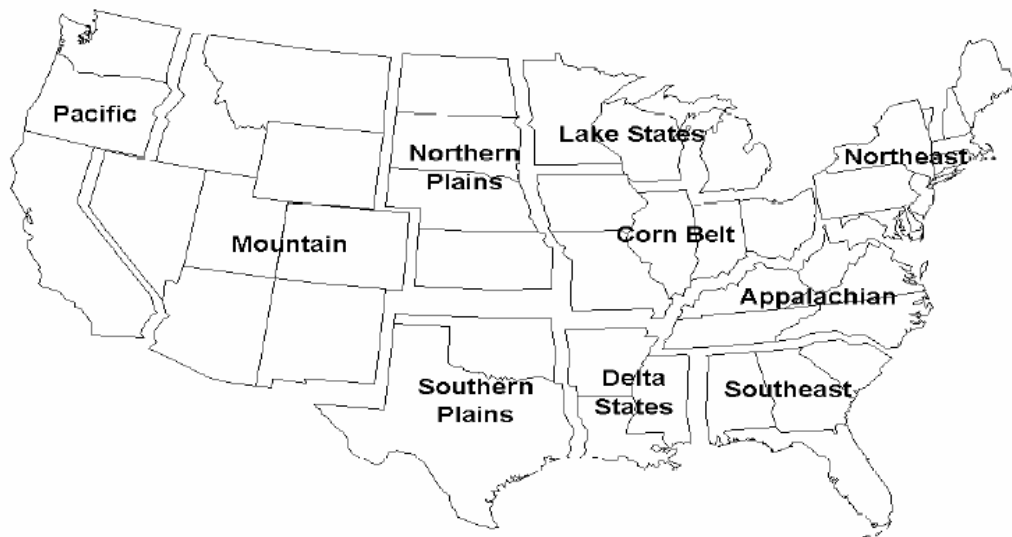 Pacific
Lake States
Northern
Plains
Northeast
Mountain
Corn Belt
Appalachian
Southern
Plains
Delta
States
Southeast